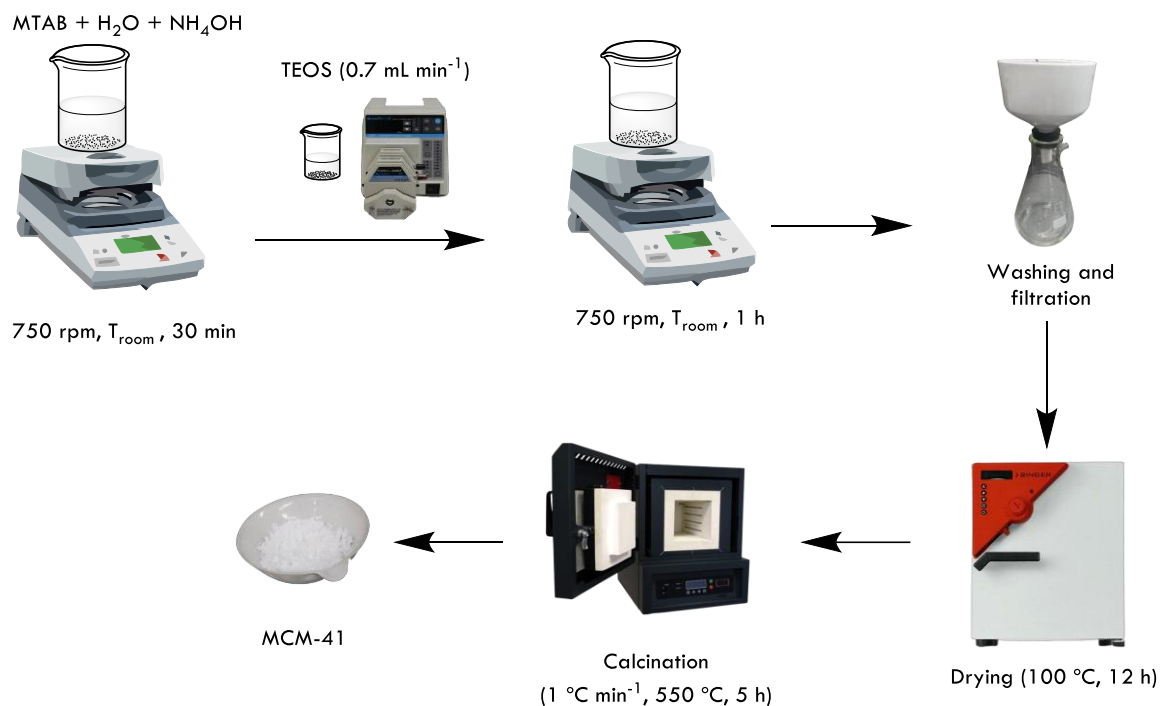 MTAB + H₂O + NH₄OH
TEOS (0.7 mL min⁻¹)
750 rpm, Tᵣₒₒₘ , 30 min
750 rpm, Tᵣₒₒₘ , 1 h
Washing and
filtration
BINDER
Drying (100 °C, 12 h)
Calcination
(1 °C min⁻¹, 550 °C, 5 h)
MCM-41